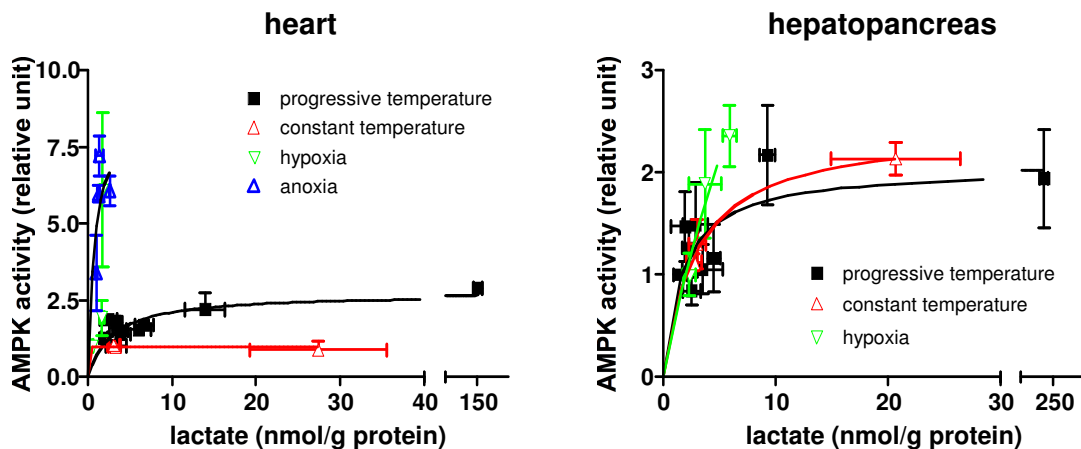 heart
AMPK activity (relative unit)
10.0
7.5
5.0
2.5
0.0
progressive temperature
constant temperature
hypoxia
anoxia
0 10 20 30 40 150
lactate (nmol/g protein)
hepatopancreas
AMPK activity (relative unit)
3
2
1
0
progressive temperature
constant temperature
hypoxia
0 10 20 30 250
lactate (nmol/g protein)